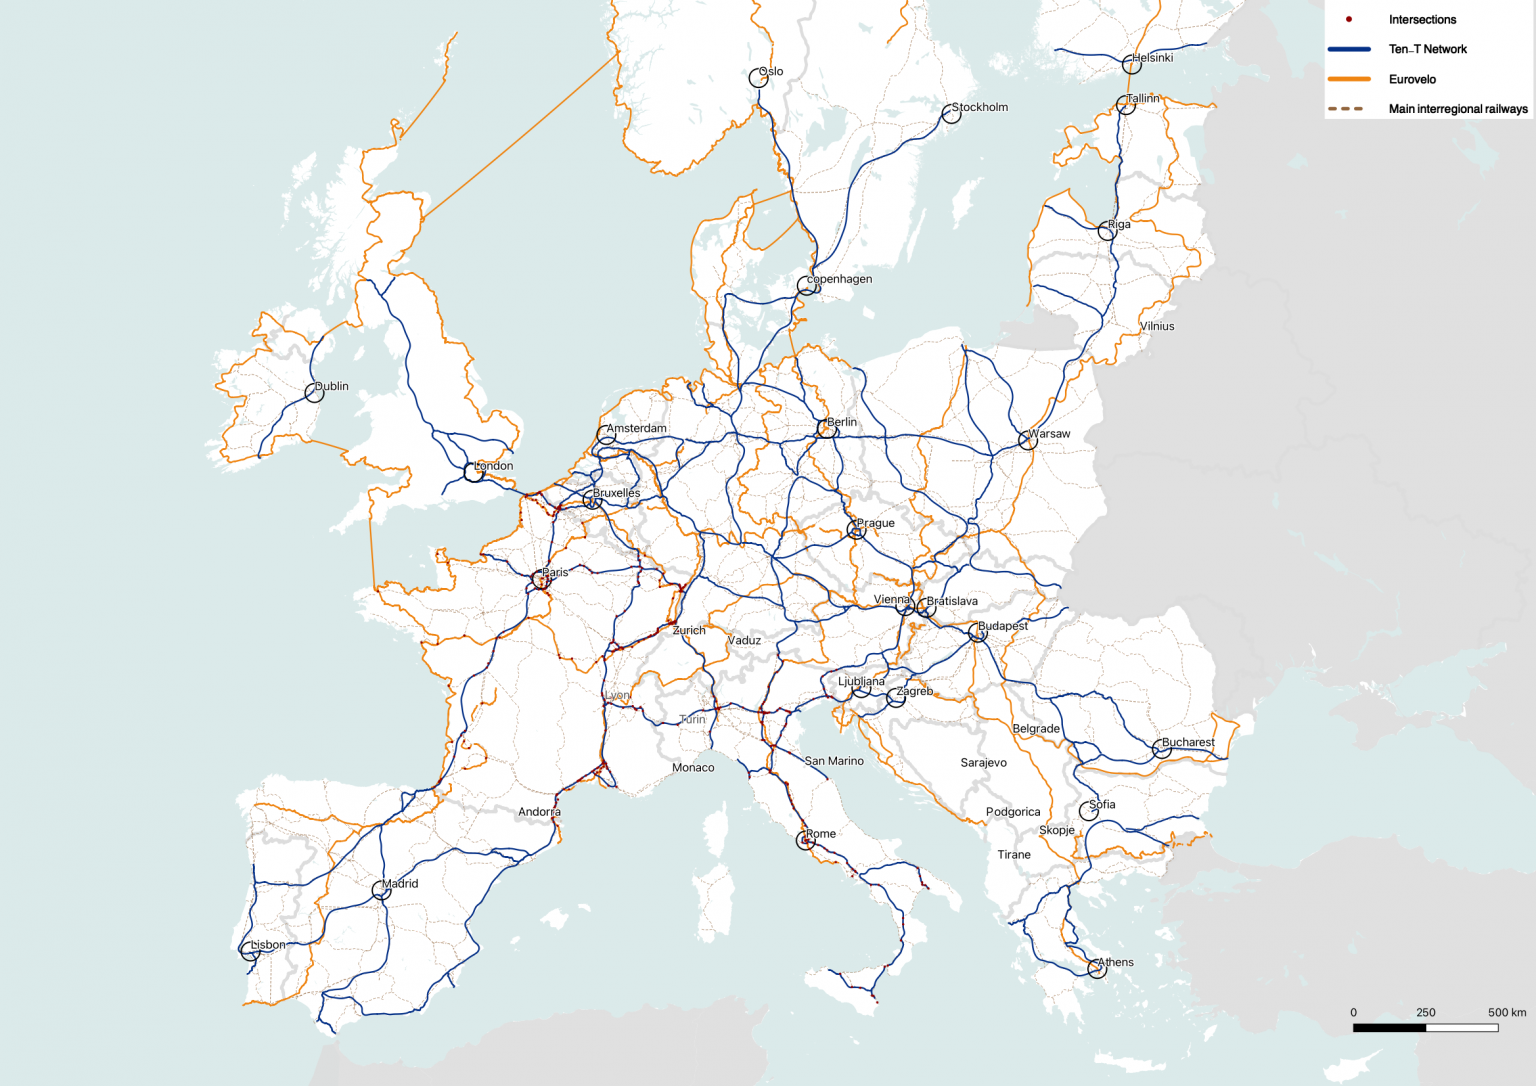 Intersections
Ten_T Network
Eurovelo
Main interregional railways
Helsinki
Oslo
Tallinn
Stockholm
Riga
copenhagen
Vilnius
Dublin
Amsterdam
Berlin
Warsaw
London
Bruxelles
Prague
Paris
Vienna
Bratislava
Zurich
Vaduz
Budapest
Ljubljana
Zagreb
Lyon
Turin
Belgrade
Bucharest
Monaco
San Marino
Sarajevo
Andorra
Podgorica
Sofia
Rome
Skopje
Tirane
Madrid
Lisbon
Athens
0 250 500 km